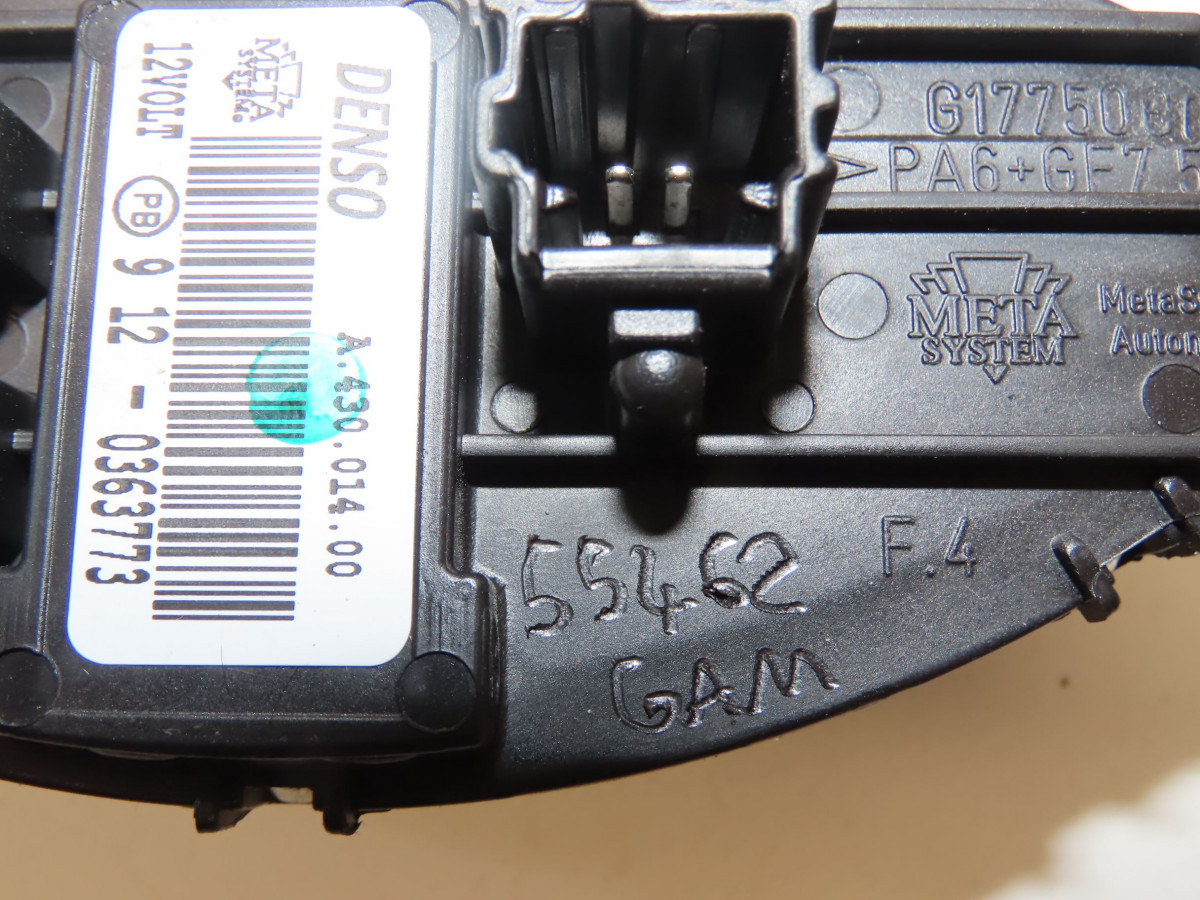 DENSO
A.430.014.00
META
SYSTEM®
12VOLT
PB 9 12 - 0363773
G17750
>PA6+GF7.5
META
SYSTEM
MetaS
Autom
55462
F.4
GAM